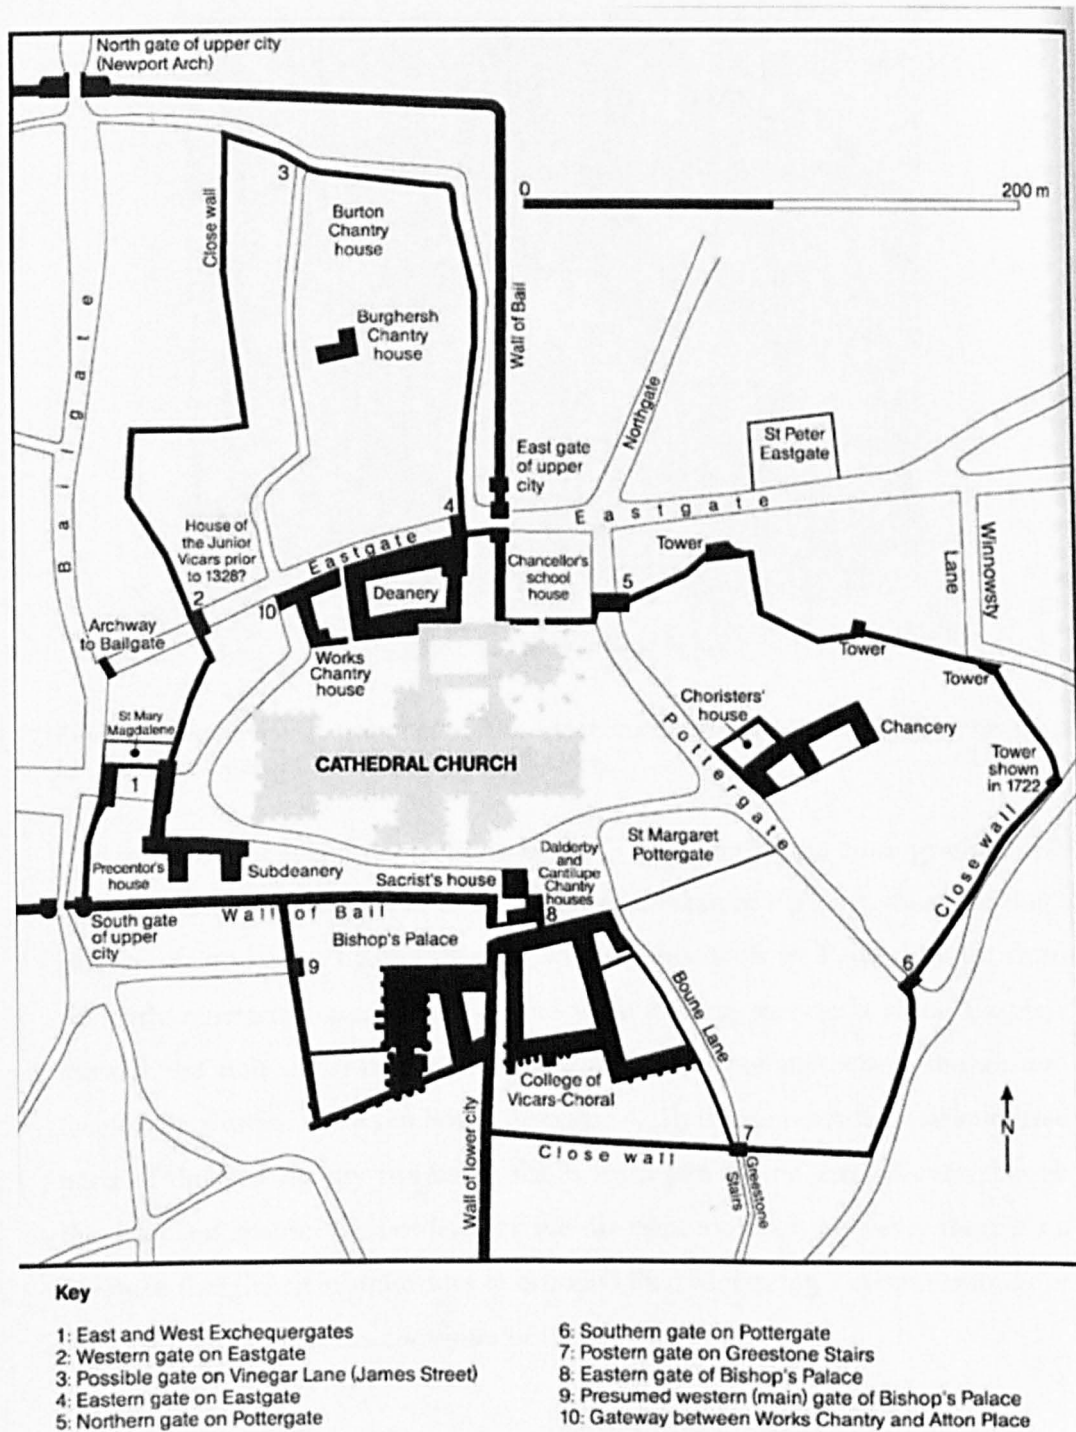 North gate of upper city
(Newport Arch)
3
Close wall
Burton
Chantry
house
0
200 m
Burghersh
Chantry
house
Wall of Bail
Bailgate
Northgate
St Peter
Eastgate
East gate
of upper
city
4
Eastgate
House of
the Junior
Vicars prior
to 1328?
Eastgate
2
10
Deanery
Chancellor's
school
house
Tower
5
Winnowsty
Lane
Archway
to Bailgate
Works
Chantry
house
Tower
Tower
St Mary
Magdalene
1
Choristers'
house
Chancery
Pottergate
CATHEDRAL CHURCH
Tower
shown
in 1722
Close wall
St Margaret
Pottergate
Precentor's
house
Subdeanery
Sacrist's house
Dalderby
and
Cantilupe
Chantry
houses
8
Wall of Bail
South gate
of upper
city
Bishop's Palace
9
6
Boune Lane
College of
Vicars-Choral
Wall of lower city
Close wall
7
Greestone
Stairs
N
Key
1: East and West Exchequergates
2: Western gate on Eastgate
3: Possible gate on Vinegar Lane (James Street)
4: Eastern gate on Eastgate
5: Northern gate on Pottergate
6: Southern gate on Pottergate
7: Postern gate on Greestone Stairs
8: Eastern gate of Bishop's Palace
9: Presumed western (main) gate of Bishop's Palace
10: Gateway between Works Chantry and Atton Place